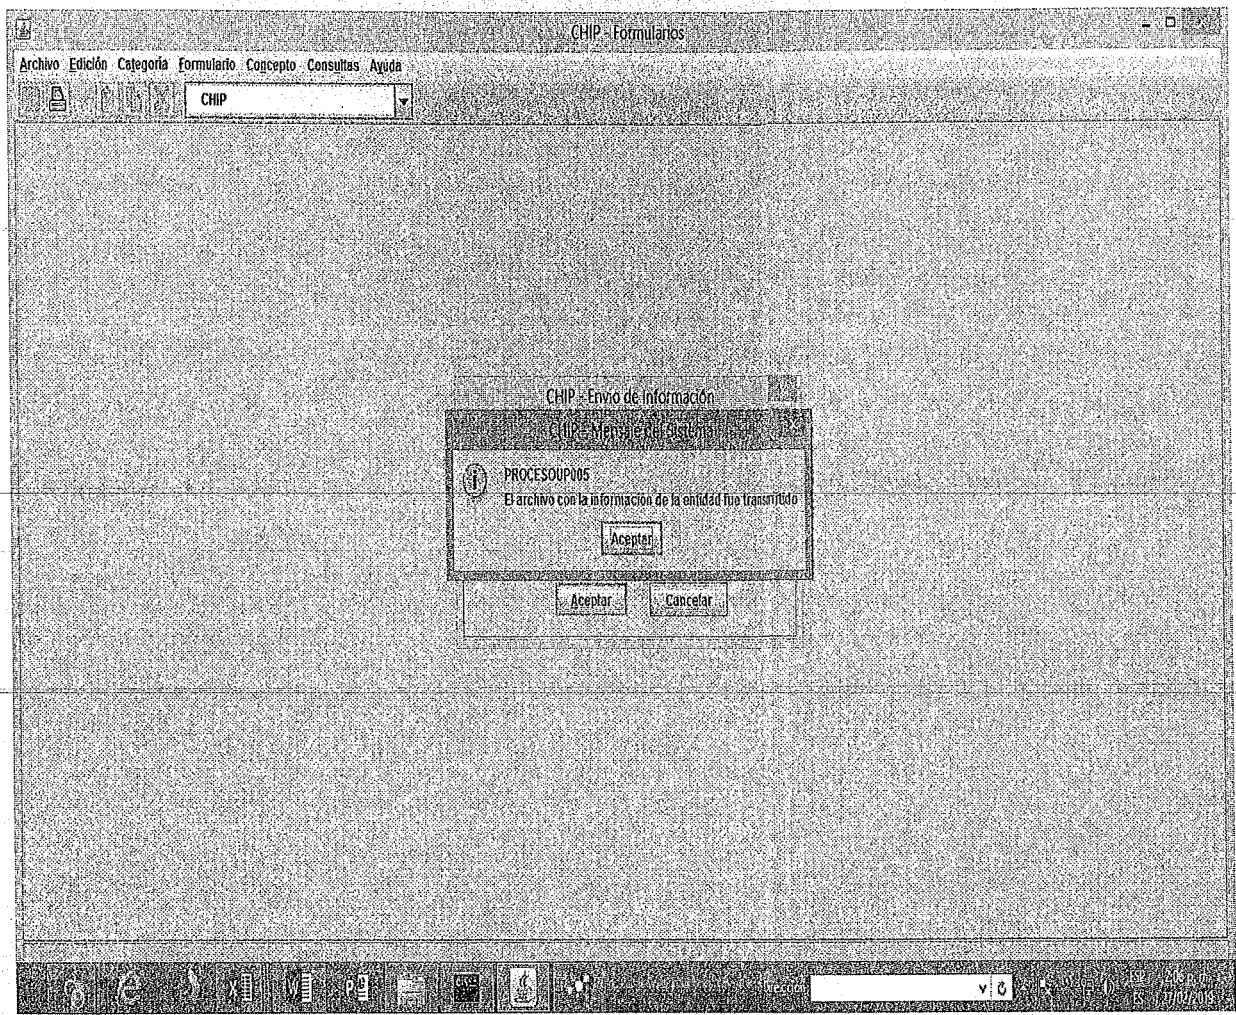 CHIP - Formularios
Archivo Edición Categoría Formulario Concepto Consultas Ayuda
CHIP
CHIP - Envío de Información
CHIP - Mensaje del Sistema
PROCESOUP005
El archivo con la información de la entidad fue transmitido
Aceptar
Aceptar Cancelar
ES